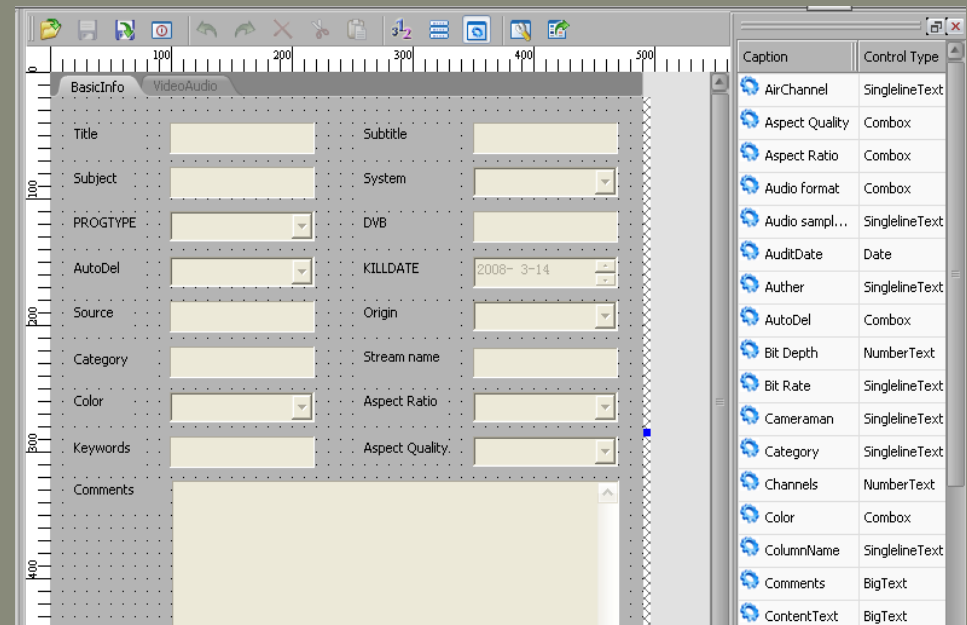 100 200 300 400 500
BasicInfo VideoAudio
Title Subtitle
Subject System
PROGTYPE DVB
AutoDel KILLDATE 2008- 3-14
Source Origin
Category Stream name
Color Aspect Ratio
Keywords Aspect Quality.
Comments
0
100
200
300
400
Caption Control Type
AirChannel SinglelineText
Aspect Quality Combox
Aspect Ratio Combox
Audio format Combox
Audio sampl... SinglelineText
AuditDate Date
Auther SinglelineText
AutoDel Combox
Bit Depth NumberText
Bit Rate SinglelineText
Cameraman SinglelineText
Category SinglelineText
Channels NumberText
Color Combox
ColumnName SinglelineText
Comments BigText
ContentText BigText